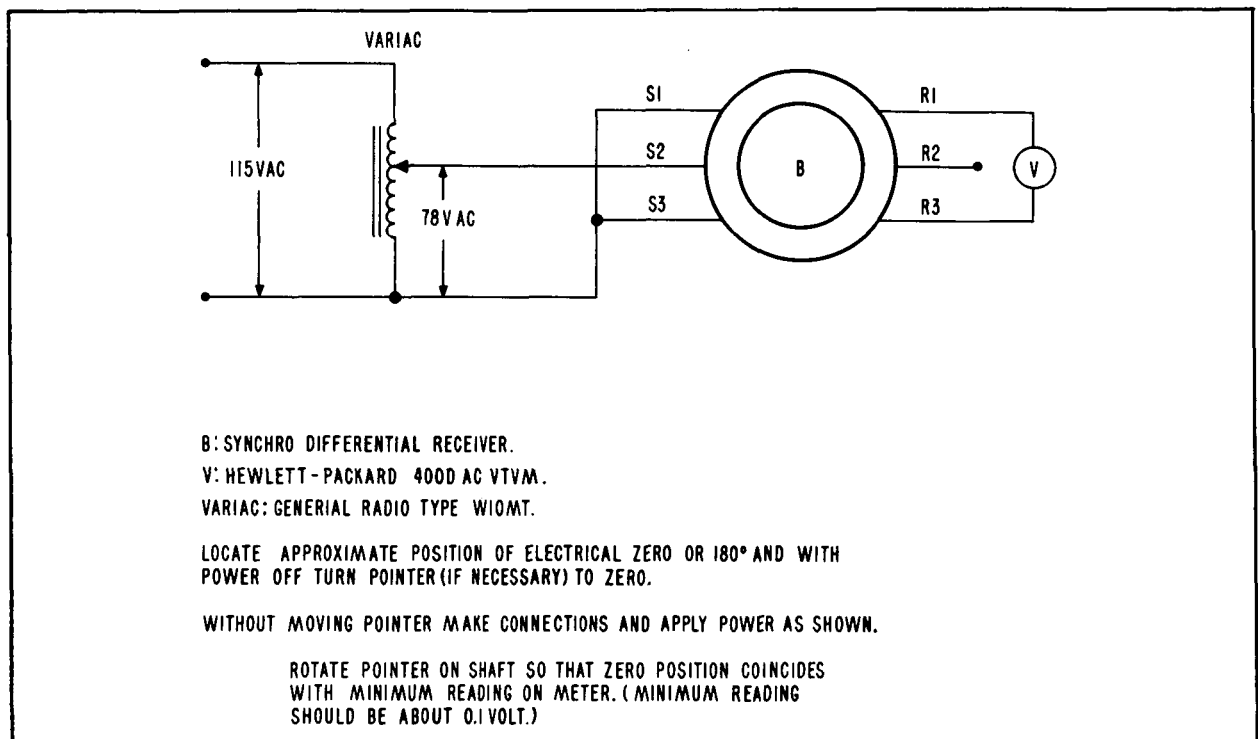 VARIAC
115VAC
78VAC
S1
S2
S3
B
R1
R2
R3
V
B: SYNCHRO DIFFERENTIAL RECEIVER.
V: HEWLETT-PACKARD 400D AC VTVM.
VARIAC: GENERIAL RADIO TYPE W10MT.
LOCATE APPROXIMATE POSITION OF ELECTRICAL ZERO OR 180° AND WITH
POWER OFF TURN POINTER (IF NECESSARY) TO ZERO.
WITHOUT MOVING POINTER MAKE CONNECTIONS AND APPLY POWER AS SHOWN.
ROTATE POINTER ON SHAFT SO THAT ZERO POSITION COINCIDES
WITH MINIMUM READING ON METER. (MINIMUM READING
SHOULD BE ABOUT 0.1 VOLT.)